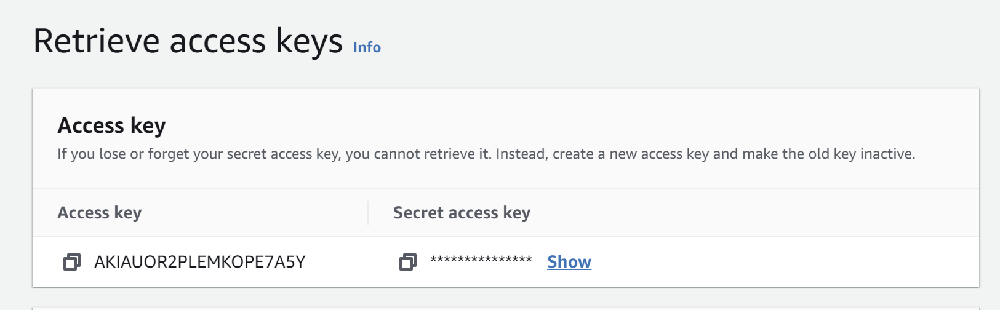 Retrieve access keys Info
Access key
If you lose or forget your secret access key, you cannot retrieve it. Instead, create a new access key and make the old key inactive.
Access key Secret access key
AKIAUOR2PLEMKOPE7A5Y *************** Show